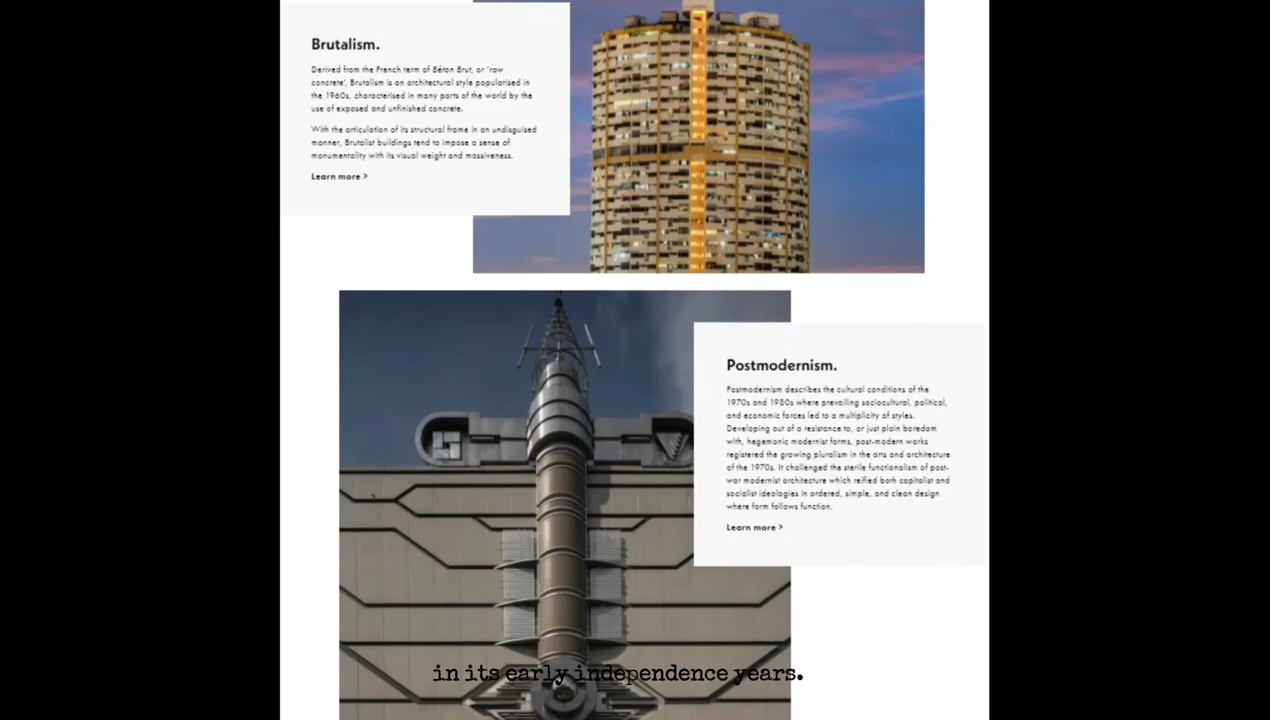 Brutalism.
Derived from the French term of Béton Brut, or 'raw
concrete', Brutalism is an architectural style popularised in
the 1960s, characterised in many parts of the world by the
use of exposed and unfinished concrete.
With the articulation of its structural frame in an undisguised
manner, Brutalist buildings tend to impose a sense of
monumentality with its visual weight and massiveness.
Learn more >
Postmodernism.
Postmodernism describes the cultural conditions of the
1970s and 1980s where prevailing sociocultural, political,
and economic forces led to a multiplicity of styles.
Developing out of a resistance to, or just plain boredom
with, hegemonic modernist forms, post-modern works
registered the growing pluralism in the arts and architecture
of the 1970s. It challenged the sterile functionalism of post-
war modernist architecture which reified both capitalist and
socialist ideologies in ordered, simple, and clean design
where form follows function.
Learn more >
in its early independence years.